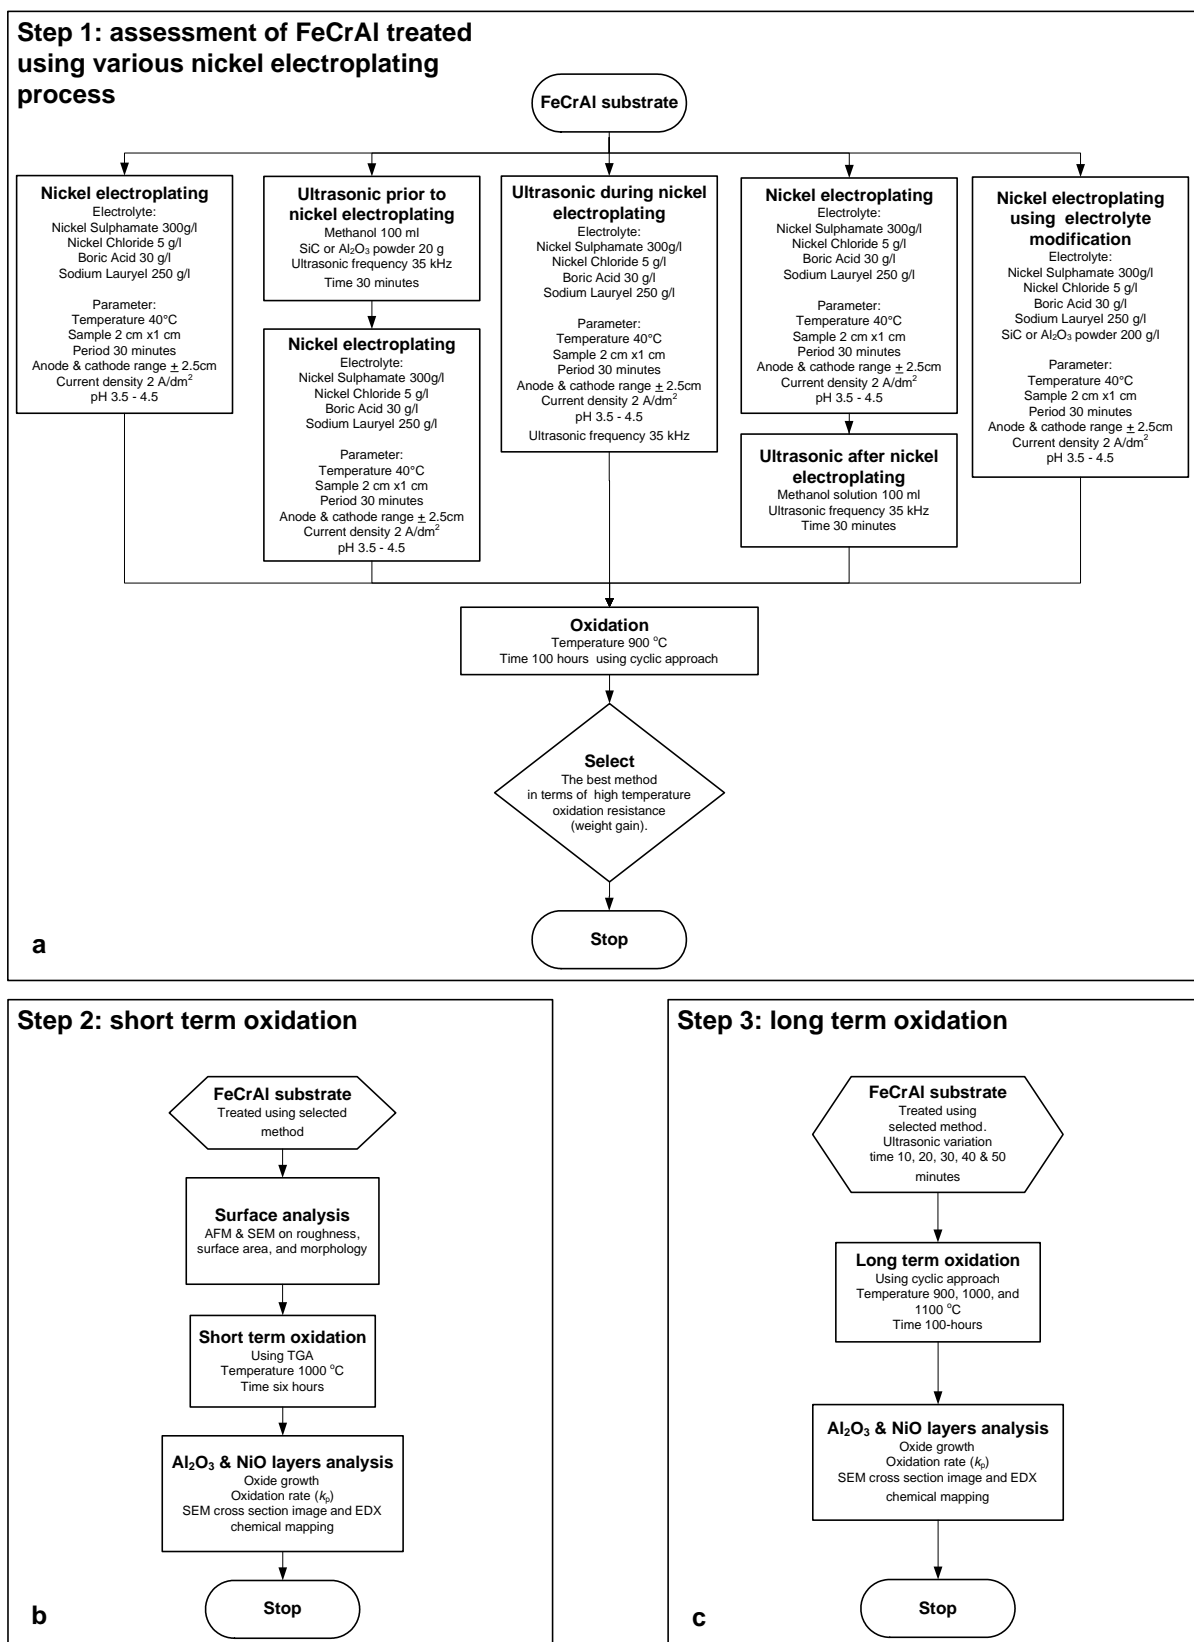 Step 1: assessment of FeCrAl treated
using various nickel electroplating
process
FeCrAl substrate
Nickel electroplating
Electrolyte:
Nickel Sulphamate 300g/l
Nickel Chloride 5 g/l
Boric Acid 30 g/l
Sodium Lauryel 250 g/l
Parameter:
Temperature 40°C
Sample 2 cm x1 cm
Period 30 minutes
Anode & cathode range ± 2.5cm
Current density 2 A/dm²
pH 3.5 - 4.5
Ultrasonic prior to
nickel electroplating
Methanol 100 ml
SiC or Al₂O₃ powder 20 g
Ultrasonic frequency 35 kHz
Time 30 minutes
Nickel electroplating
Electrolyte:
Nickel Sulphamate 300g/l
Nickel Chloride 5 g/l
Boric Acid 30 g/l
Sodium Lauryel 250 g/l
Parameter:
Temperature 40°C
Sample 2 cm x1 cm
Period 30 minutes
Anode & cathode range ± 2.5cm
Current density 2 A/dm²
pH 3.5 - 4.5
Ultrasonic during nickel
electroplating
Electrolyte:
Nickel Sulphamate 300g/l
Nickel Chloride 5 g/l
Boric Acid 30 g/l
Sodium Lauryel 250 g/l
Parameter:
Temperature 40°C
Sample 2 cm x1 cm
Period 30 minutes
Anode & cathode range ± 2.5cm
Current density 2 A/dm²
pH 3.5 - 4.5
Ultrasonic frequency 35 kHz
Nickel electroplating
Electrolyte:
Nickel Sulphamate 300g/l
Nickel Chloride 5 g/l
Boric Acid 30 g/l
Sodium Lauryel 250 g/l
Parameter:
Temperature 40°C
Sample 2 cm x1 cm
Period 30 minutes
Anode & cathode range ± 2.5cm
Current density 2 A/dm²
pH 3.5 - 4.5
Ultrasonic after nickel
electroplating
Methanol solution 100 ml
Ultrasonic frequency 35 kHz
Time 30 minutes
Nickel electroplating
using electrolyte
modification
Electrolyte:
Nickel Sulphamate 300g/l
Nickel Chloride 5 g/l
Boric Acid 30 g/l
Sodium Lauryel 250 g/l
SiC or Al₂O₃ powder 200 g/l
Parameter:
Temperature 40°C
Sample 2 cm x1 cm
Period 30 minutes
Anode & cathode range ± 2.5cm
Current density 2 A/dm²
pH 3.5 - 4.5
Oxidation
Temperature 900 °C
Time 100 hours using cyclic approach
Select
The best method
in terms of high temperature
oxidation resistance
(weight gain).
Stop
a
Step 2: short term oxidation
FeCrAl substrate
Treated using selected
method
Surface analysis
AFM & SEM on roughness,
surface area, and morphology
Short term oxidation
Using TGA
Temperature 1000 °C
Time six hours
Al₂O₃ & NiO layers analysis
Oxide growth
Oxidation rate (kₚ)
SEM cross section image and EDX
chemical mapping
Stop
b
Step 3: long term oxidation
FeCrAl substrate
Treated using
selected method.
Ultrasonic variation
time 10, 20, 30, 40 & 50
minutes
Long term oxidation
Using cyclic approach
Temperature 900, 1000, and
1100 °C
Time 100-hours
Al₂O₃ & NiO layers analysis
Oxide growth
Oxidation rate (kₚ)
SEM cross section image and EDX
chemical mapping
Stop
c